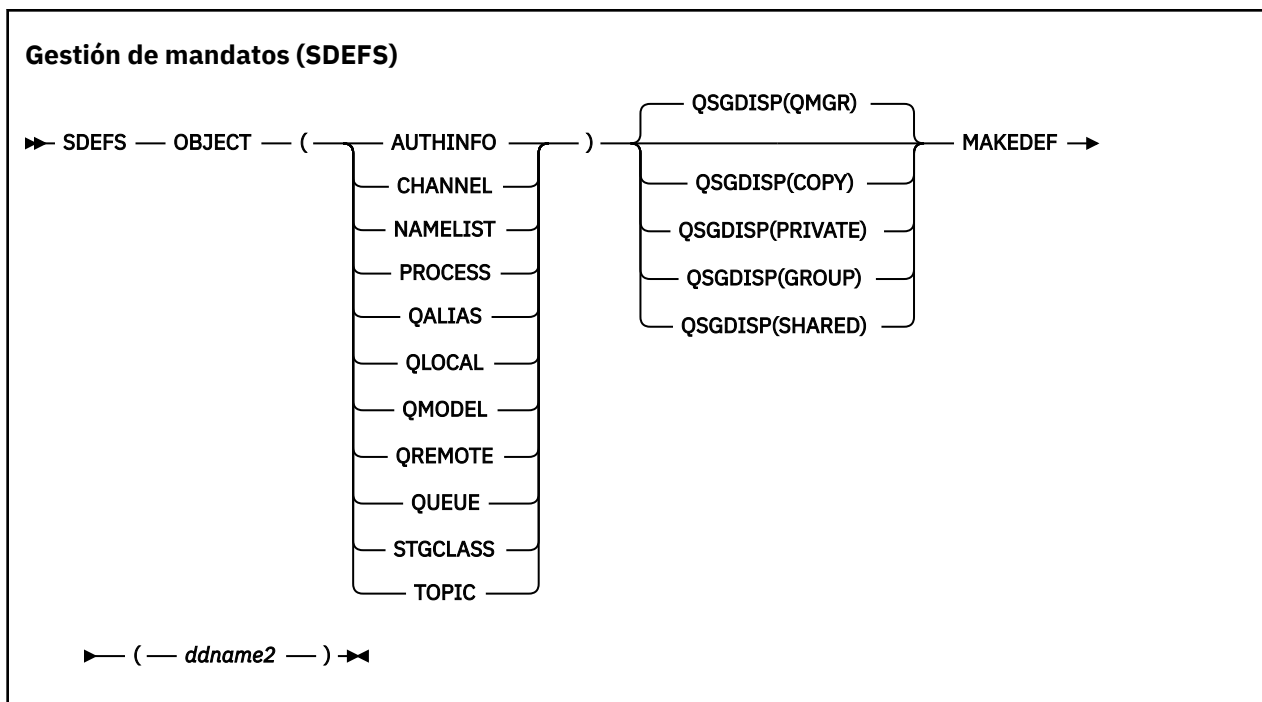 Gestión de mandatos (SDEFS)
QSGDISP(QMGR)
SDEFS OBJECT ( AUTHINFO ) MAKEDEF
CHANNEL QSGDISP(COPY)
NAMELIST QSGDISP(PRIVATE)
PROCESS QSGDISP(GROUP)
QALIAS QSGDISP(SHARED)
QLOCAL
QMODEL
QREMOTE
QUEUE
STGCLASS
TOPIC
( ddname2 )